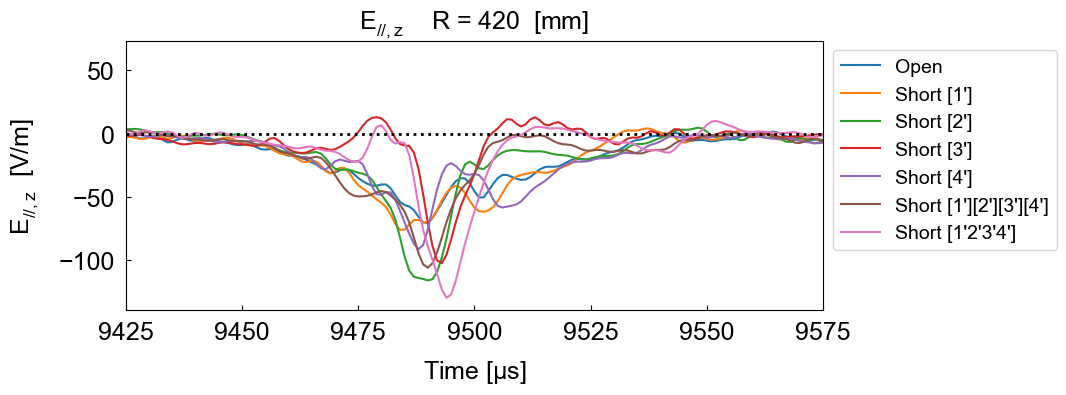 E//, z R = 420 [mm]
E//, z [V/m]
50
0
−50
−100
9425 9450 9475 9500 9525 9550 9575
Time [μs]
Open
Short [1']
Short [2']
Short [3']
Short [4']
Short [1'][2'][3'][4']
Short [1'2'3'4']